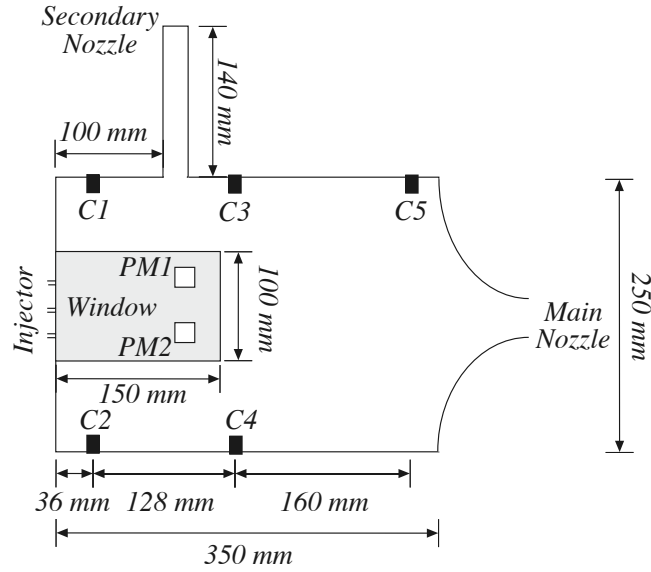 Secondary
Nozzle
140 mm
100 mm
C1
C3
C5
PM1
100 mm
250 mm
Injector
Window
Main
Nozzle
PM2
150 mm
C2
C4
36 mm
128 mm
160 mm
350 mm